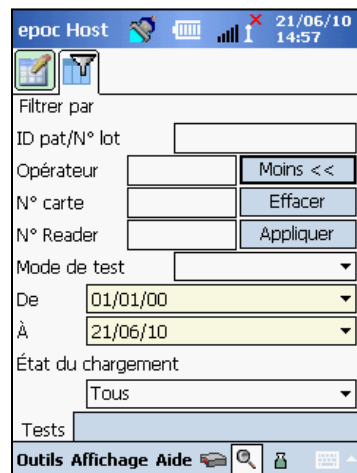 epoc Host 21/06/10
14:57
Filtrer par
ID pat/N° lot
Opérateur Moins <<
N° carte Effacer
N° Reader Appliquer
Mode de test
De 01/01/00
À 21/06/10
État du chargement
Tous
Tests
Outils Affichage Aide